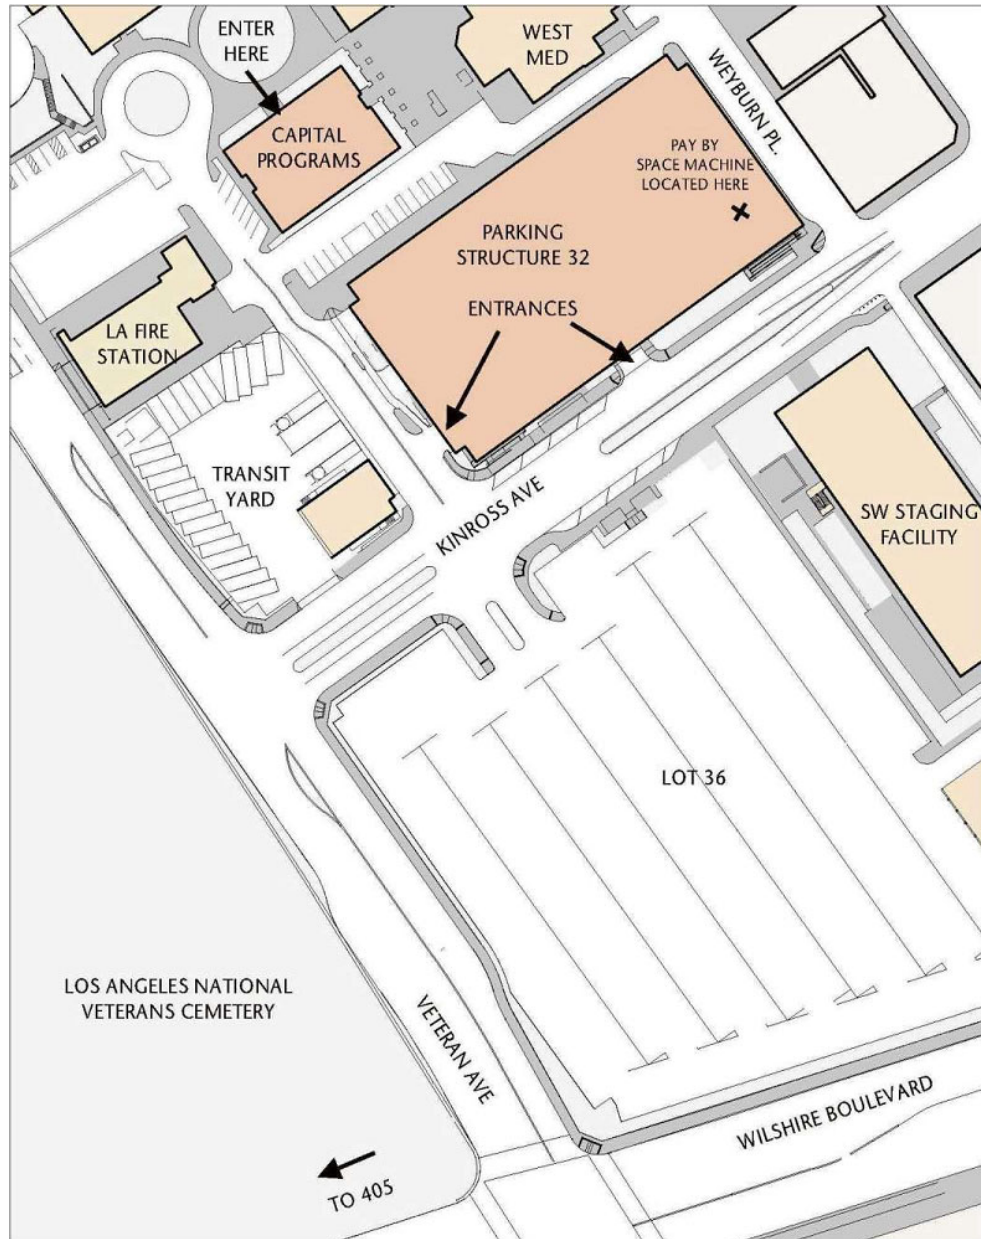 ENTER
HERE
WEST
MED
WEYBURN PL.
CAPITAL
PROGRAMS
PAY BY
SPACE MACHINE
LOCATED HERE
PARKING
STRUCTURE 32
ENTRANCES
LA FIRE
STATION
TRANSIT
YARD
KINROSS AVE
SW STAGING
FACILITY
LOT 36
LOS ANGELES NATIONAL
VETERANS CEMETERY
VETERAN AVE
WILSHIRE BOULEVARD
TO 405